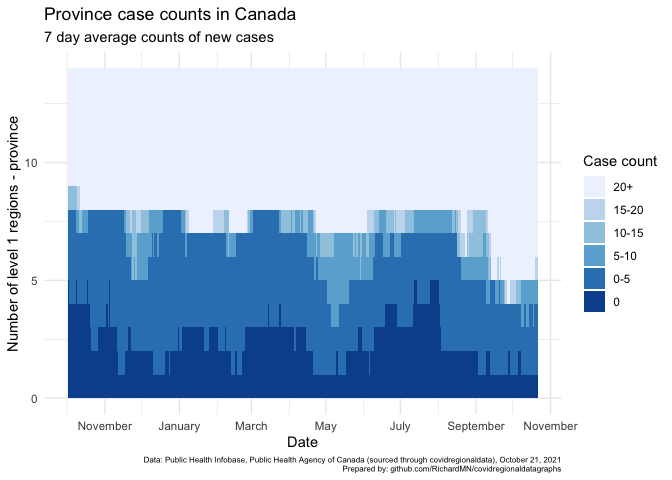 Province case counts in Canada
7 day average counts of new cases
Number of level 1 regions - province
10
5
0
November January March May July September November
Date
Case count
20+
15-20
10-15
5-10
0-5
0
Data: Public Health Infobase, Public Health Agency of Canada (sourced through covidregionaldata), October 21, 2021
Prepared by: github.com/RichardMN/covidregionaldatagraphs